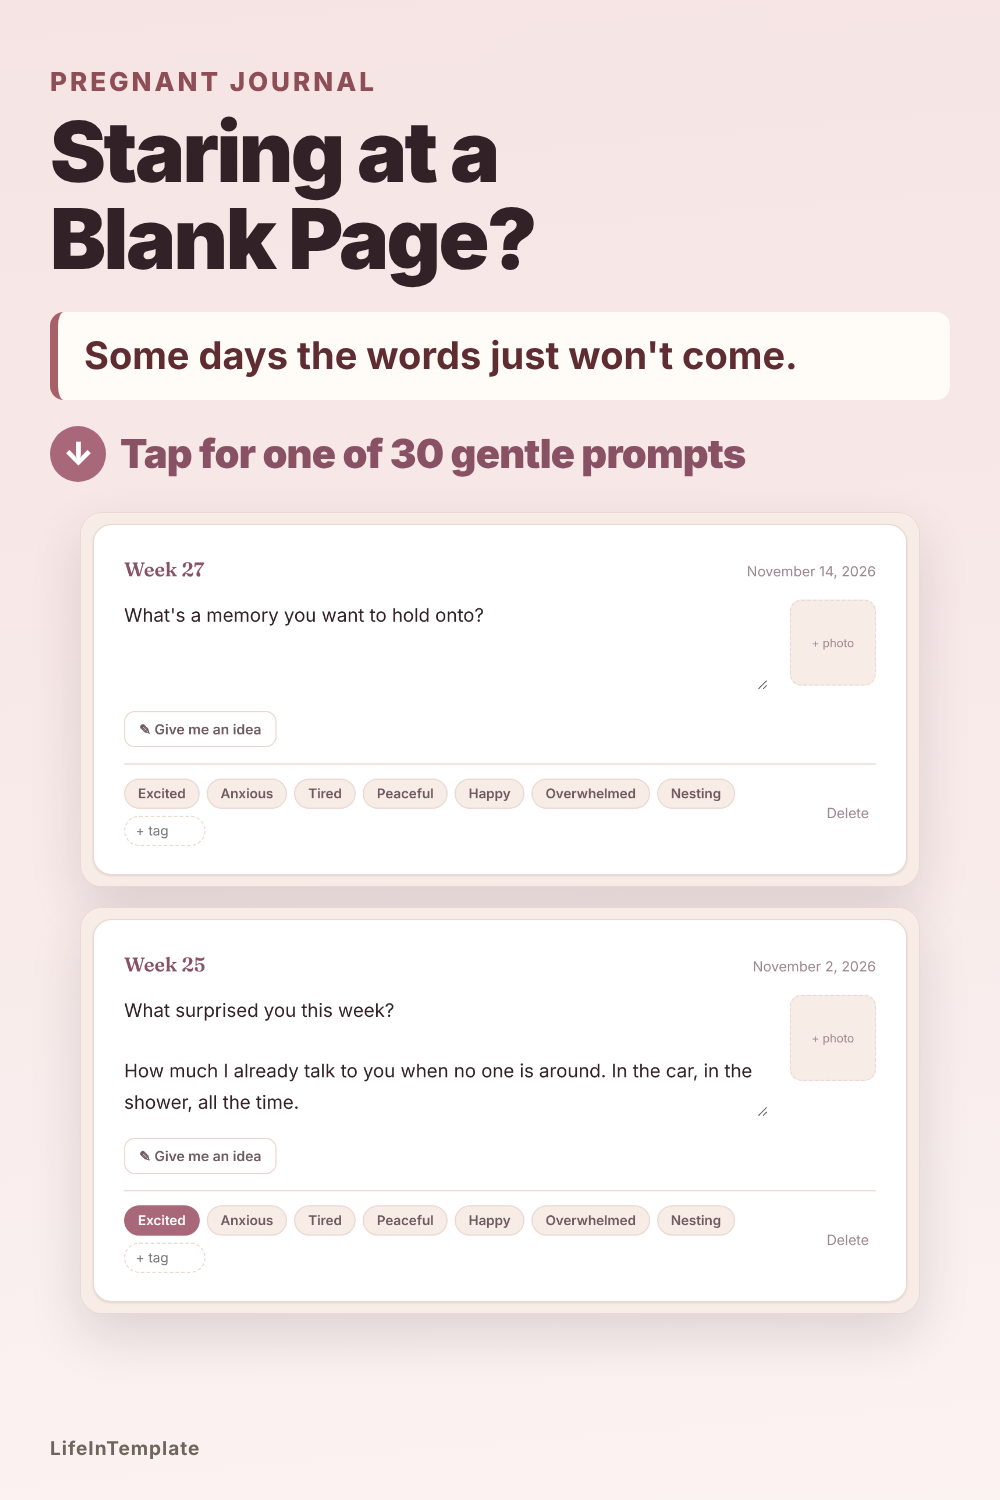 PREGNANT JOURNAL
Staring at a
Blank Page?
Some days the words just won't come.
Tap for one of 30 gentle prompts
Week 27
November 14, 2026
What's a memory you want to hold onto?
+ photo
✎ Give me an idea
Excited Anxious Tired Peaceful Happy Overwhelmed Nesting
+ tag
Delete
Week 25
November 2, 2026
What surprised you this week?
+ photo
How much I already talk to you when no one is around. In the car, in the
shower, all the time.
✎ Give me an idea
Excited Anxious Tired Peaceful Happy Overwhelmed Nesting
+ tag
Delete
LifeInTemplate